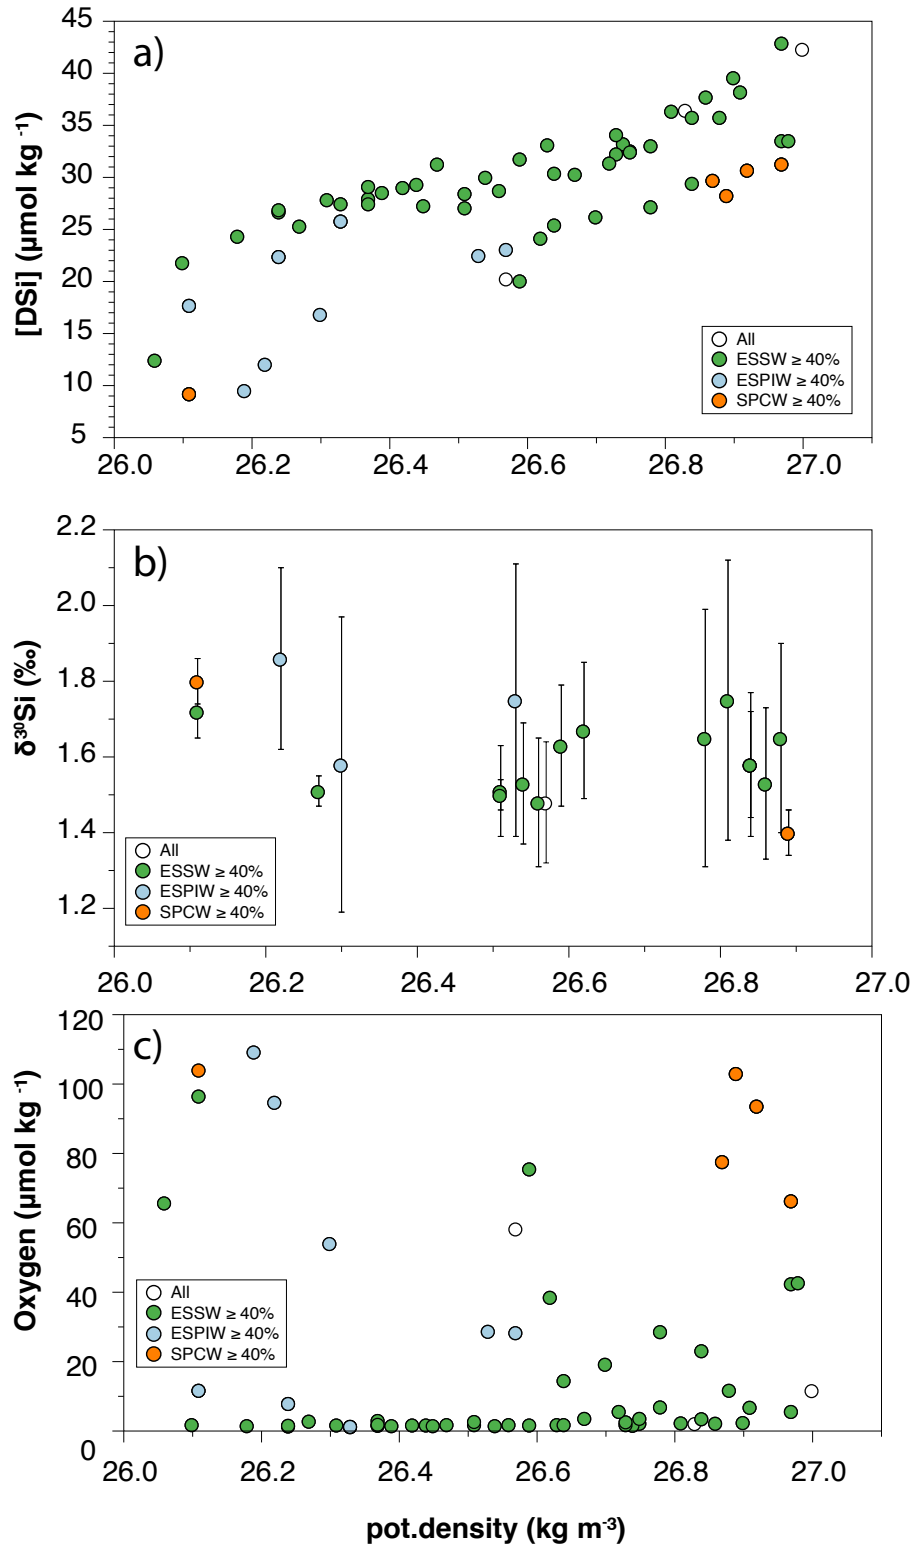 a)
[DSi] (µmol kg -1)
45
40
35
30
25
20
15
10
5
All
ESSW ≥ 40%
ESPIW ≥ 40%
SPCW ≥ 40%
26.0 26.2 26.4 26.6 26.8 27.0
b)
δ³⁰Si (‰)
2.2
2.0
1.8
1.6
1.4
1.2
All
ESSW ≥ 40%
ESPIW ≥ 40%
SPCW ≥ 40%
26.0 26.2 26.4 26.6 26.8 27.0
c)
Oxygen (µmol kg -1)
120
100
80
60
40
20
0
All
ESSW ≥ 40%
ESPIW ≥ 40%
SPCW ≥ 40%
26.0 26.2 26.4 26.6 26.8 27.0
pot.density (kg m-3)